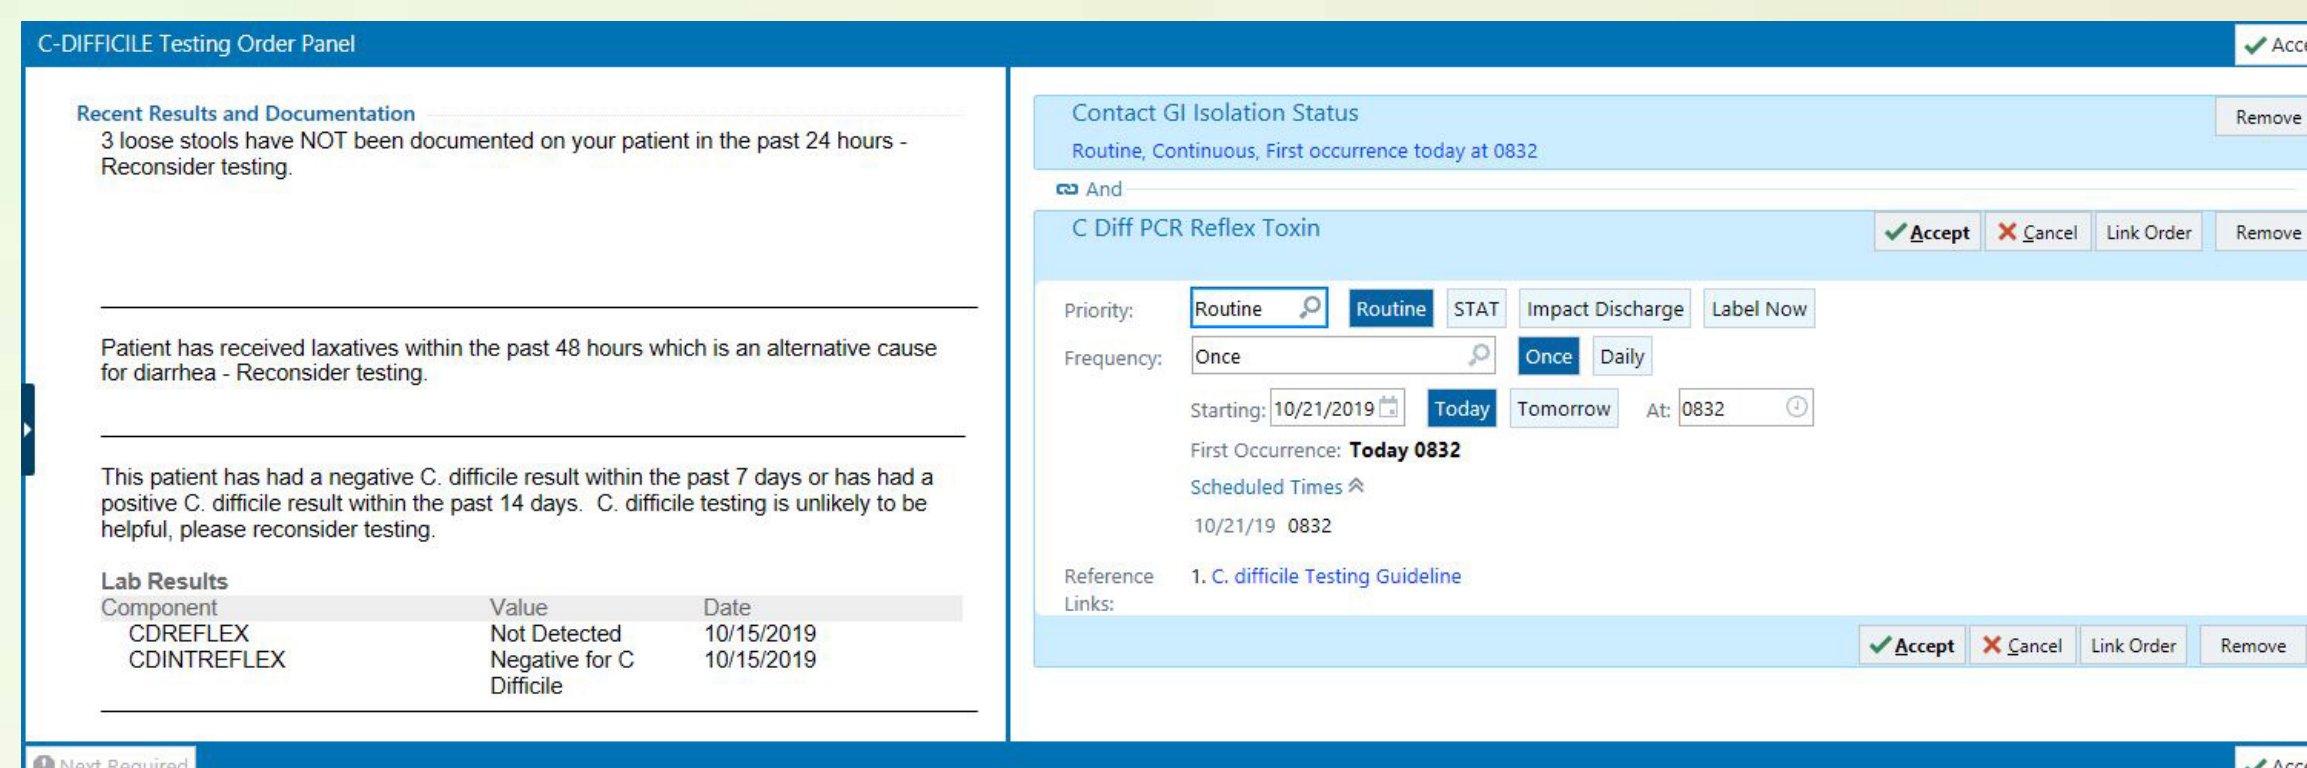 C-DIFFICILE Testing Order Panel
Recent Results and Documentation
3 loose stools have NOT been documented on your patient in the past 24 hours -
Reconsider testing.
Patient has received laxatives within the past 48 hours which is an alternative cause
for diarrhea - Reconsider testing.
This patient has had a negative C. difficile result within the past 7 days or has had a
positive C. difficile result within the past 14 days. C. difficile testing is unlikely to be
helpful, please reconsider testing.
Lab Results
Component Value Date
CDREFLEX Not Detected 10/15/2019
CDINTREFLEX Negative for C 10/15/2019
Difficile
Contact GI Isolation Status Remove
Routine, Continuous, First occurrence today at 0832
And
C Diff PCR Reflex Toxin Accept Cancel Link Order Remove
Priority: Routine Routine STAT Impact Discharge Label Now
Frequency: Once Once Daily
Starting: 10/21/2019 Today Tomorrow At: 0832
First Occurrence: Today 0832
Scheduled Times
10/21/19 0832
Reference 1. C. difficile Testing Guideline
Links:
Accept Cancel Link Order Remove
Next Required